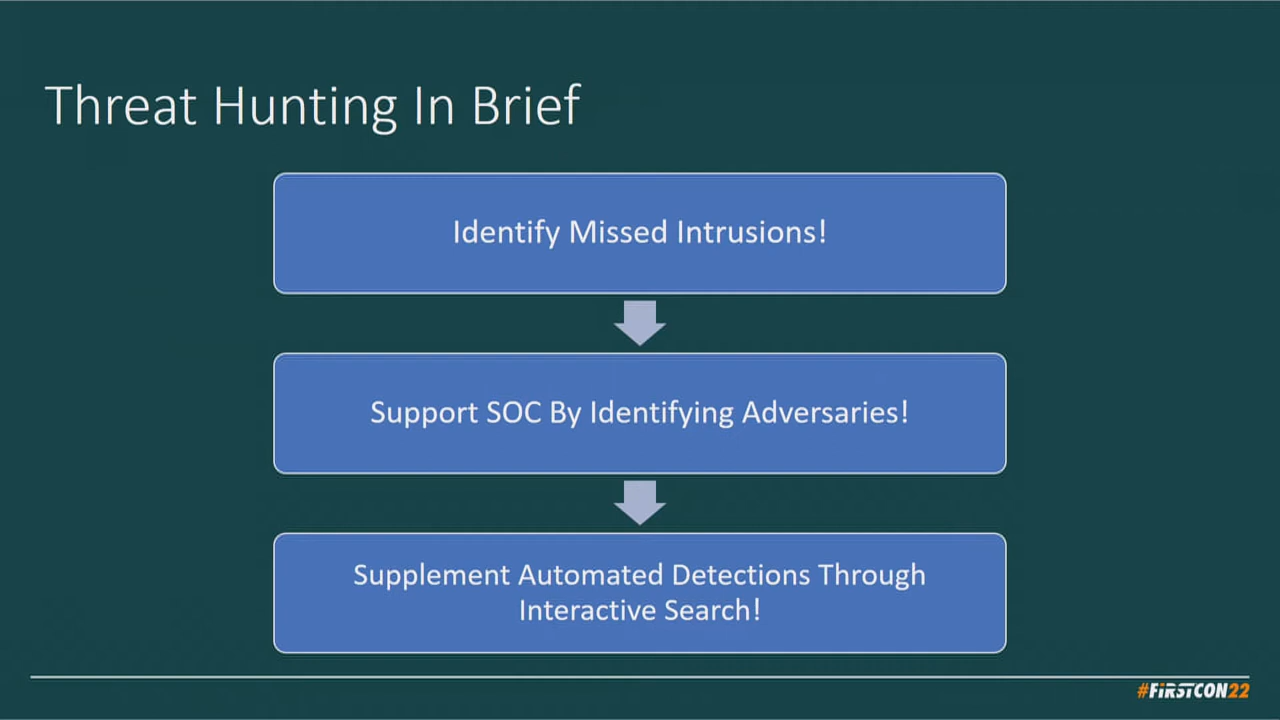 Threat Hunting In Brief
Identify Missed Intrusions!
Support SOC By Identifying Adversaries!
Supplement Automated Detections Through
Interactive Search!
#FiRSTCON22